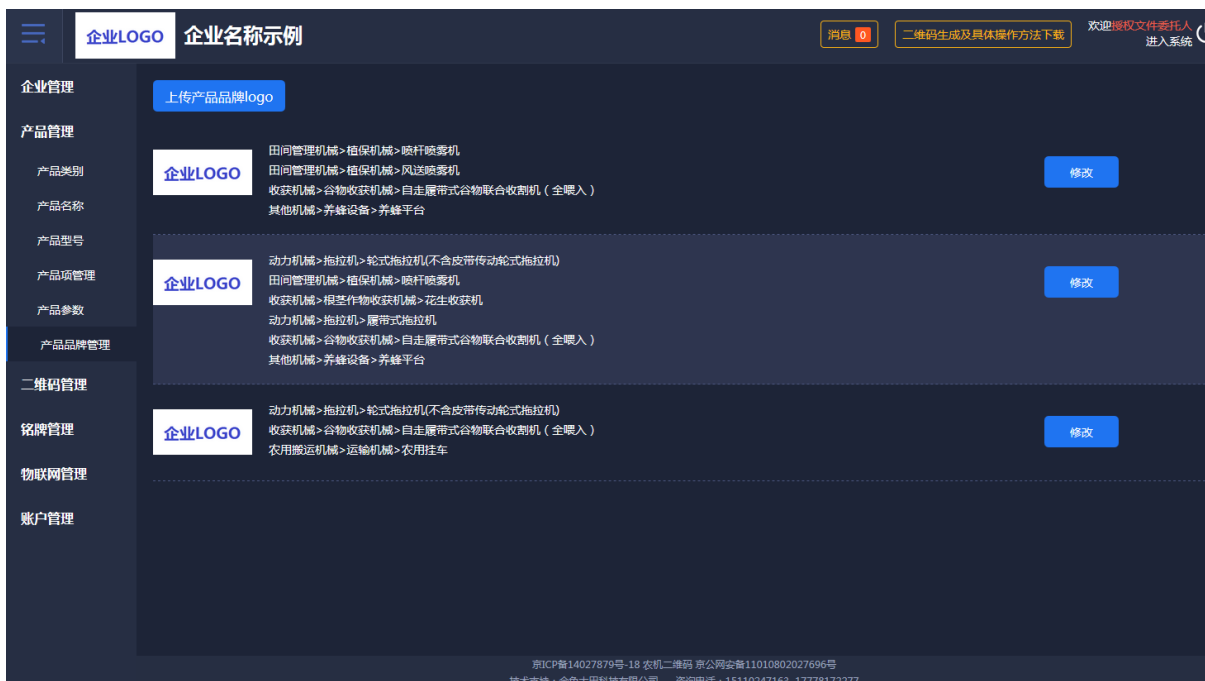 企业LOGO 企业名称示例 消息 0 二维码生成及具体操作方法下载 欢迎授权文件委托人
进入系统
企业管理
上传产品品牌logo
产品管理
产品类别
产品名称
产品型号
产品项管理
产品参数
产品品牌管理
二维码管理
铭牌管理
物联网管理
账户管理
企业LOGO
田间管理机械>植保机械>喷杆喷雾机
田间管理机械>植保机械>风送喷雾机
收获机械>谷物收获机械>自走履带式谷物联合收割机（全喂入）
其他机械>养蜂设备>养蜂平台
修改
企业LOGO
动力机械>拖拉机>轮式拖拉机(不含皮带传动轮式拖拉机)
田间管理机械>植保机械>喷杆喷雾机
收获机械>根茎作物收获机械>花生收获机
动力机械>拖拉机>履带式拖拉机
收获机械>谷物收获机械>自走履带式谷物联合收割机（全喂入）
其他机械>养蜂设备>养蜂平台
修改
企业LOGO
动力机械>拖拉机>轮式拖拉机(不含皮带传动轮式拖拉机)
收获机械>谷物收获机械>自走履带式谷物联合收割机（全喂入）
农用搬运机械>运输机械>农用挂车
修改
京ICP备14027879号-18 农机二维码 京公网安备11010802027696号
技术支持：金色大田科技有限公司 咨询电话：15110247163 17778172277